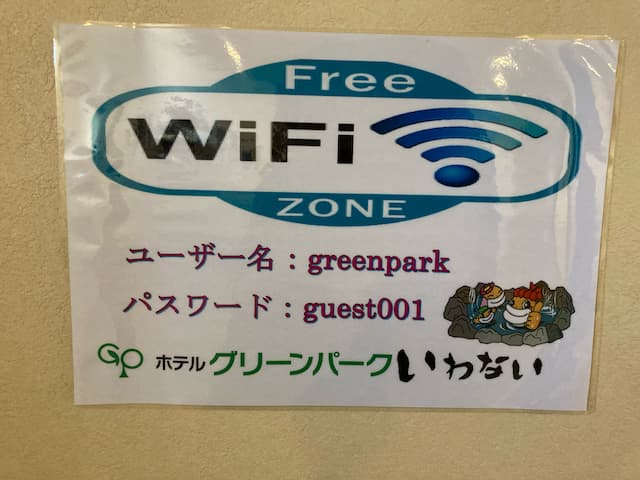 Free
WiFi
ZONE
ユーザー名：greenpark
パスワード：guest001
GP ホテル グリーンパーク いわない